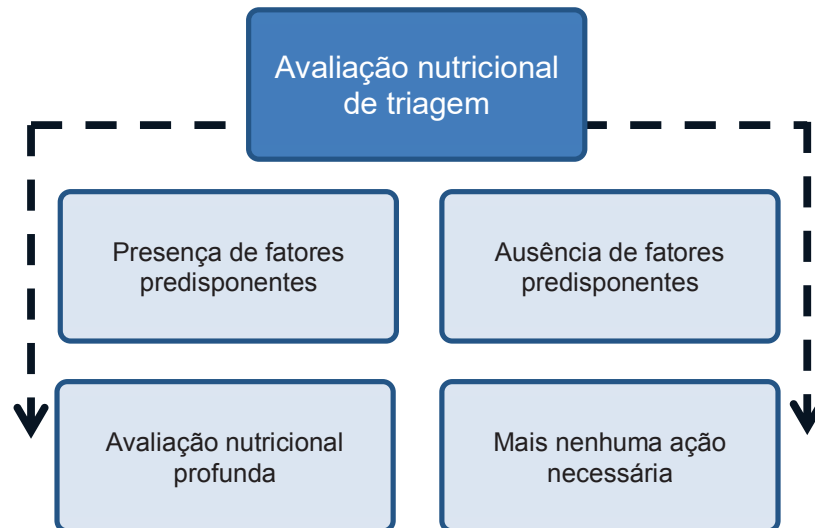 Avaliação nutricional
de triagem
Presença de fatores
predisponentes
Ausência de fatores
predisponentes
Avaliação nutricional
profunda
Mais nenhuma ação
necessária